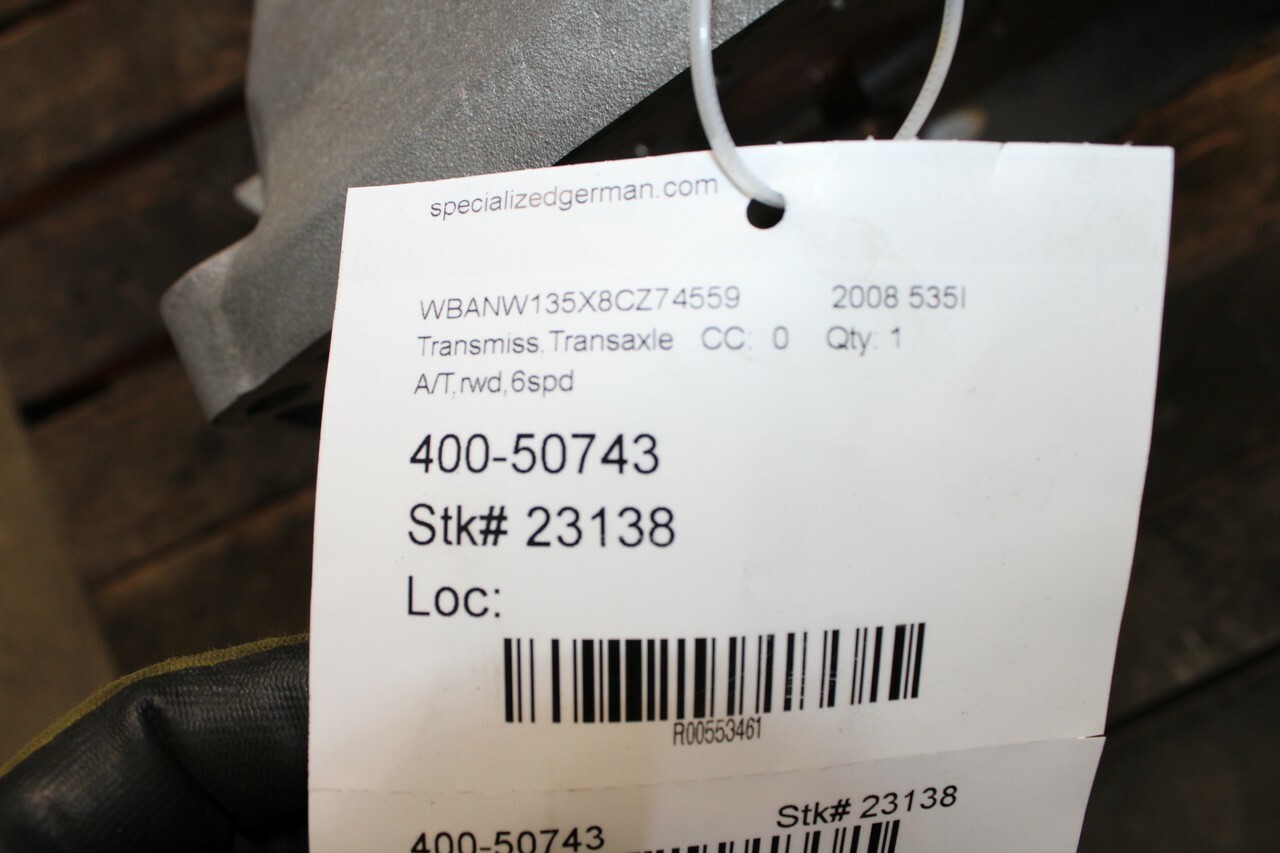 specializedgerman.com
WBANW135X8CZ74559 2008 535I
Transmiss,Transaxle CC: 0 Qty: 1
A/T,rwd,6spd
400-50743
Stk# 23138
Loc:
R00553461
Stk# 23138
400-50743